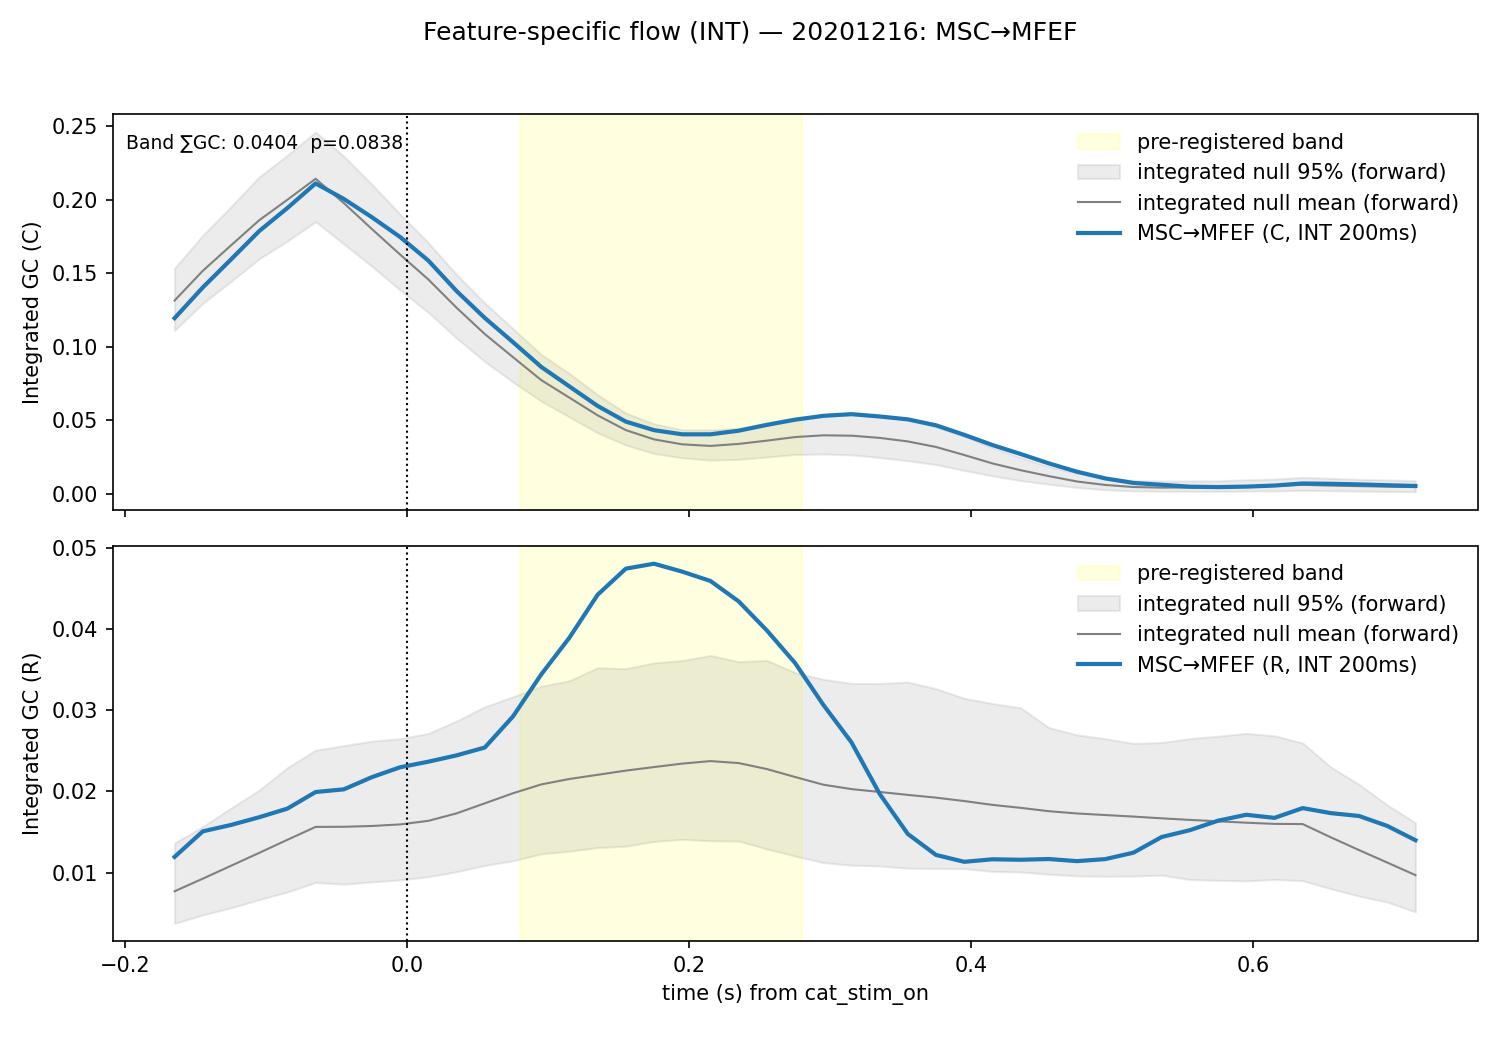 Feature-specific flow (INT) — 20201216: MSC→MFEF
Band ∑GC: 0.0404  p=0.0838
pre-registered band
integrated null 95% (forward)
integrated null mean (forward)
MSC→MFEF (C, INT 200ms)
Integrated GC (C)
0.25
0.20
0.15
0.10
0.05
0.00
pre-registered band
integrated null 95% (forward)
integrated null mean (forward)
MSC→MFEF (R, INT 200ms)
Integrated GC (R)
0.05
0.04
0.03
0.02
0.01
−0.2 0.0 0.2 0.4 0.6
time (s) from cat_stim_on